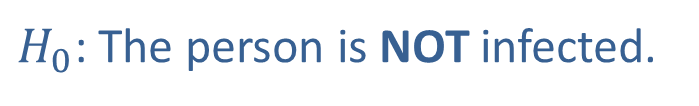 H₀: The person is NOT infected.